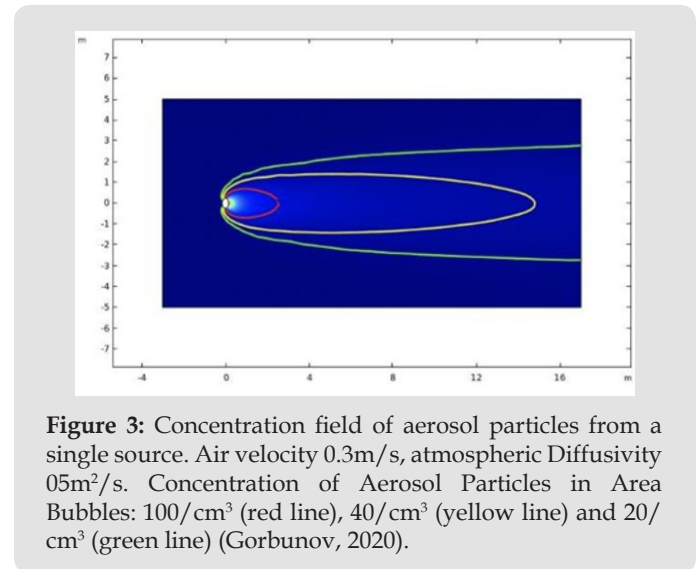 m
7
6
5
4
3
2
1
0
-1
-2
-3
-4
-5
-6
-7
-4 0 4 8 12 16 m
Figure 3: Concentration field of aerosol particles from a
single source. Air velocity 0.3m/s, atmospheric Diffusivity
05m²/s. Concentration of Aerosol Particles in Area
Bubbles: 100/cm³ (red line), 40/cm³ (yellow line) and 20/
cm³ (green line) (Gorbunov, 2020).